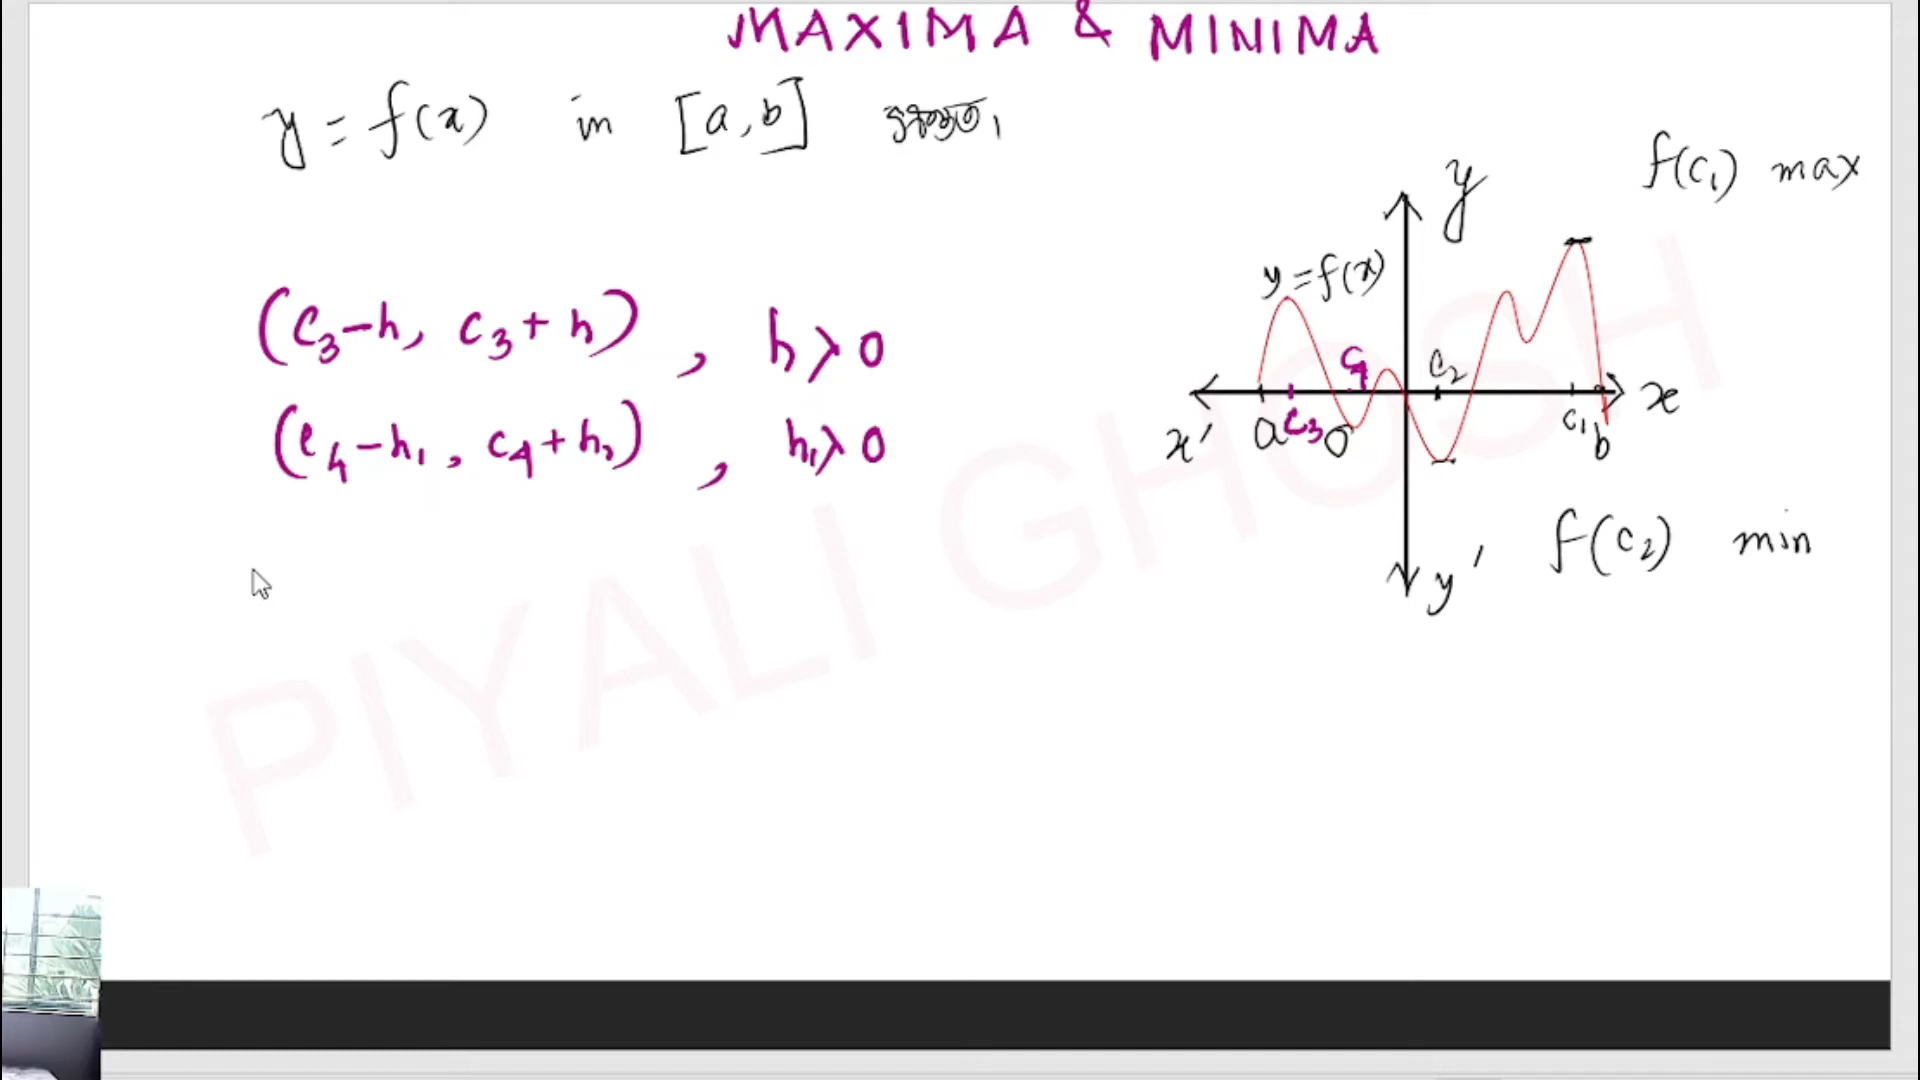 MAXIMA & MINIMA
y = f(x) in [a, b] সন্তত,
f(c₁) max
y
y = f(x)
(c₃-h, c₃+h), h>0
c₄
c₂
x
(c₄-h₁, c₄+h₁), h₁>0
x′
a
c₃
o
c₁
b
f(c₂) min
y′
PIYALI GHOSH